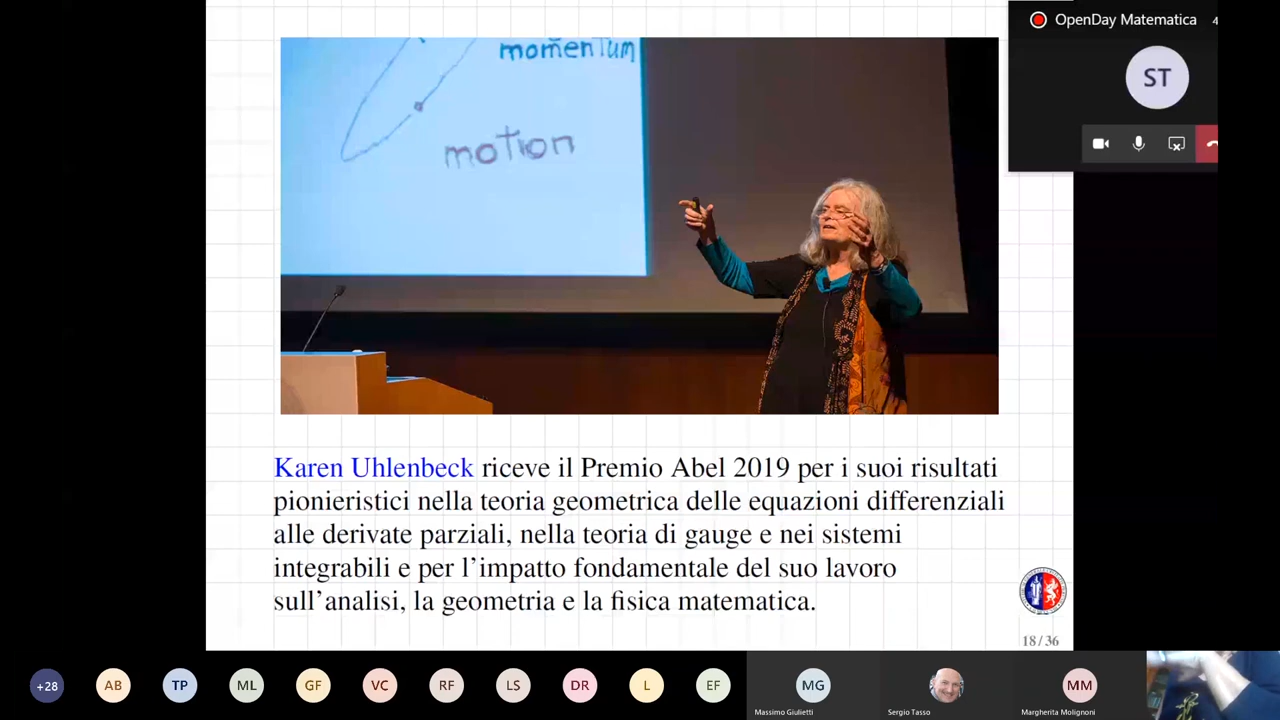 OpenDay Matematica
ST
momentum
motion
Karen Uhlenbeck riceve il Premio Abel 2019 per i suoi risultati
pionieristici nella teoria geometrica delle equazioni differenziali
alle derivate parziali, nella teoria di gauge e nei sistemi
integrabili e per l’impatto fondamentale del suo lavoro
sull’analisi, la geometria e la fisica matematica.
18 / 36
+28
AB
TP
ML
GF
VC
RF
LS
DR
L
EF
MG
MM
Massimo Giulietti
Sergio Tasso
Margherita Molignoni